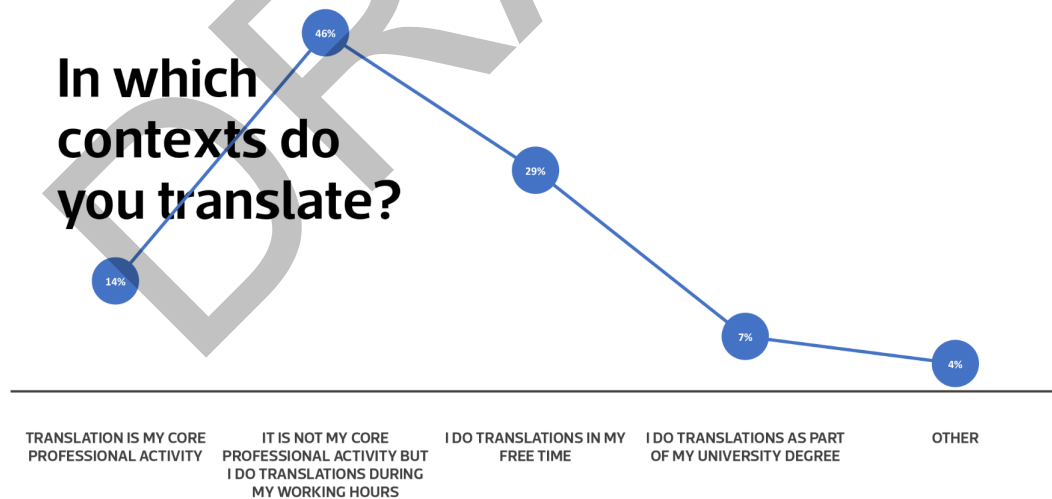 In which
contexts do
you translate?
46%
29%
14%
7%
4%
TRANSLATION IS MY CORE
PROFESSIONAL ACTIVITY
IT IS NOT MY CORE
PROFESSIONAL ACTIVITY BUT
I DO TRANSLATIONS DURING
MY WORKING HOURS
I DO TRANSLATIONS IN MY
FREE TIME
I DO TRANSLATIONS AS PART
OF MY UNIVERSITY DEGREE
OTHER